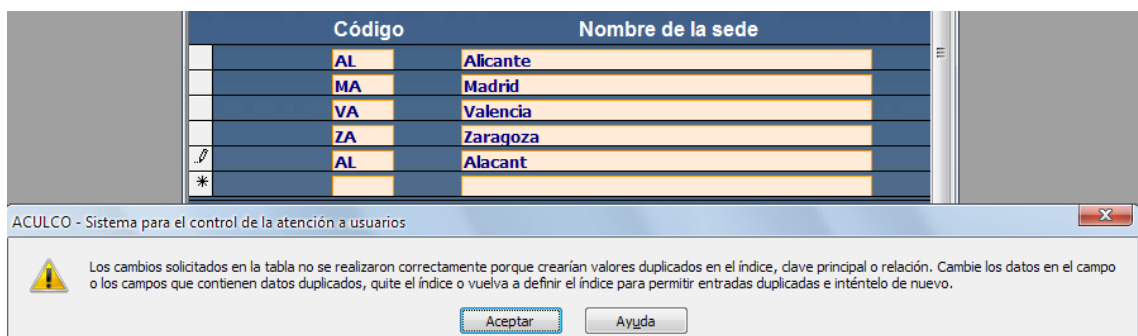 Código Nombre de la sede
AL Alicante
MA Madrid
VA Valencia
ZA Zaragoza
AL Alacant
ACULCO - Sistema para el control de la atención a usuarios
Los cambios solicitados en la tabla no se realizaron correctamente porque crearían valores duplicados en el índice, clave principal o relación. Cambie los datos en el campo
o los campos que contienen datos duplicados, quite el índice o vuelva a definir el índice para permitir entradas duplicadas e inténtelo de nuevo.
Aceptar Ayuda